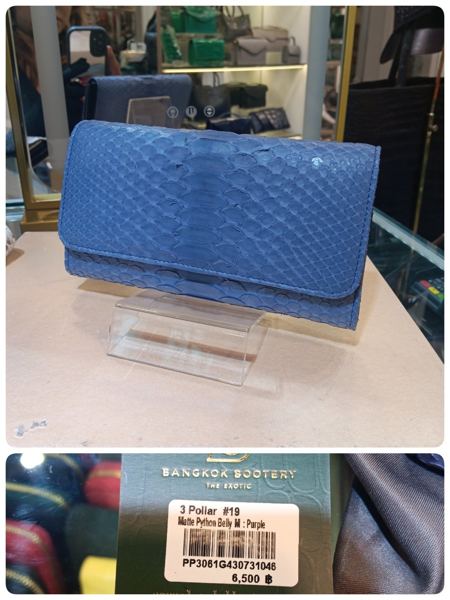 BANGKOK BOOTERY
THE EXOTIC
3 Pollar #19
Matte Python Belly M : Purple
PP3061G430731046
6,500 ฿